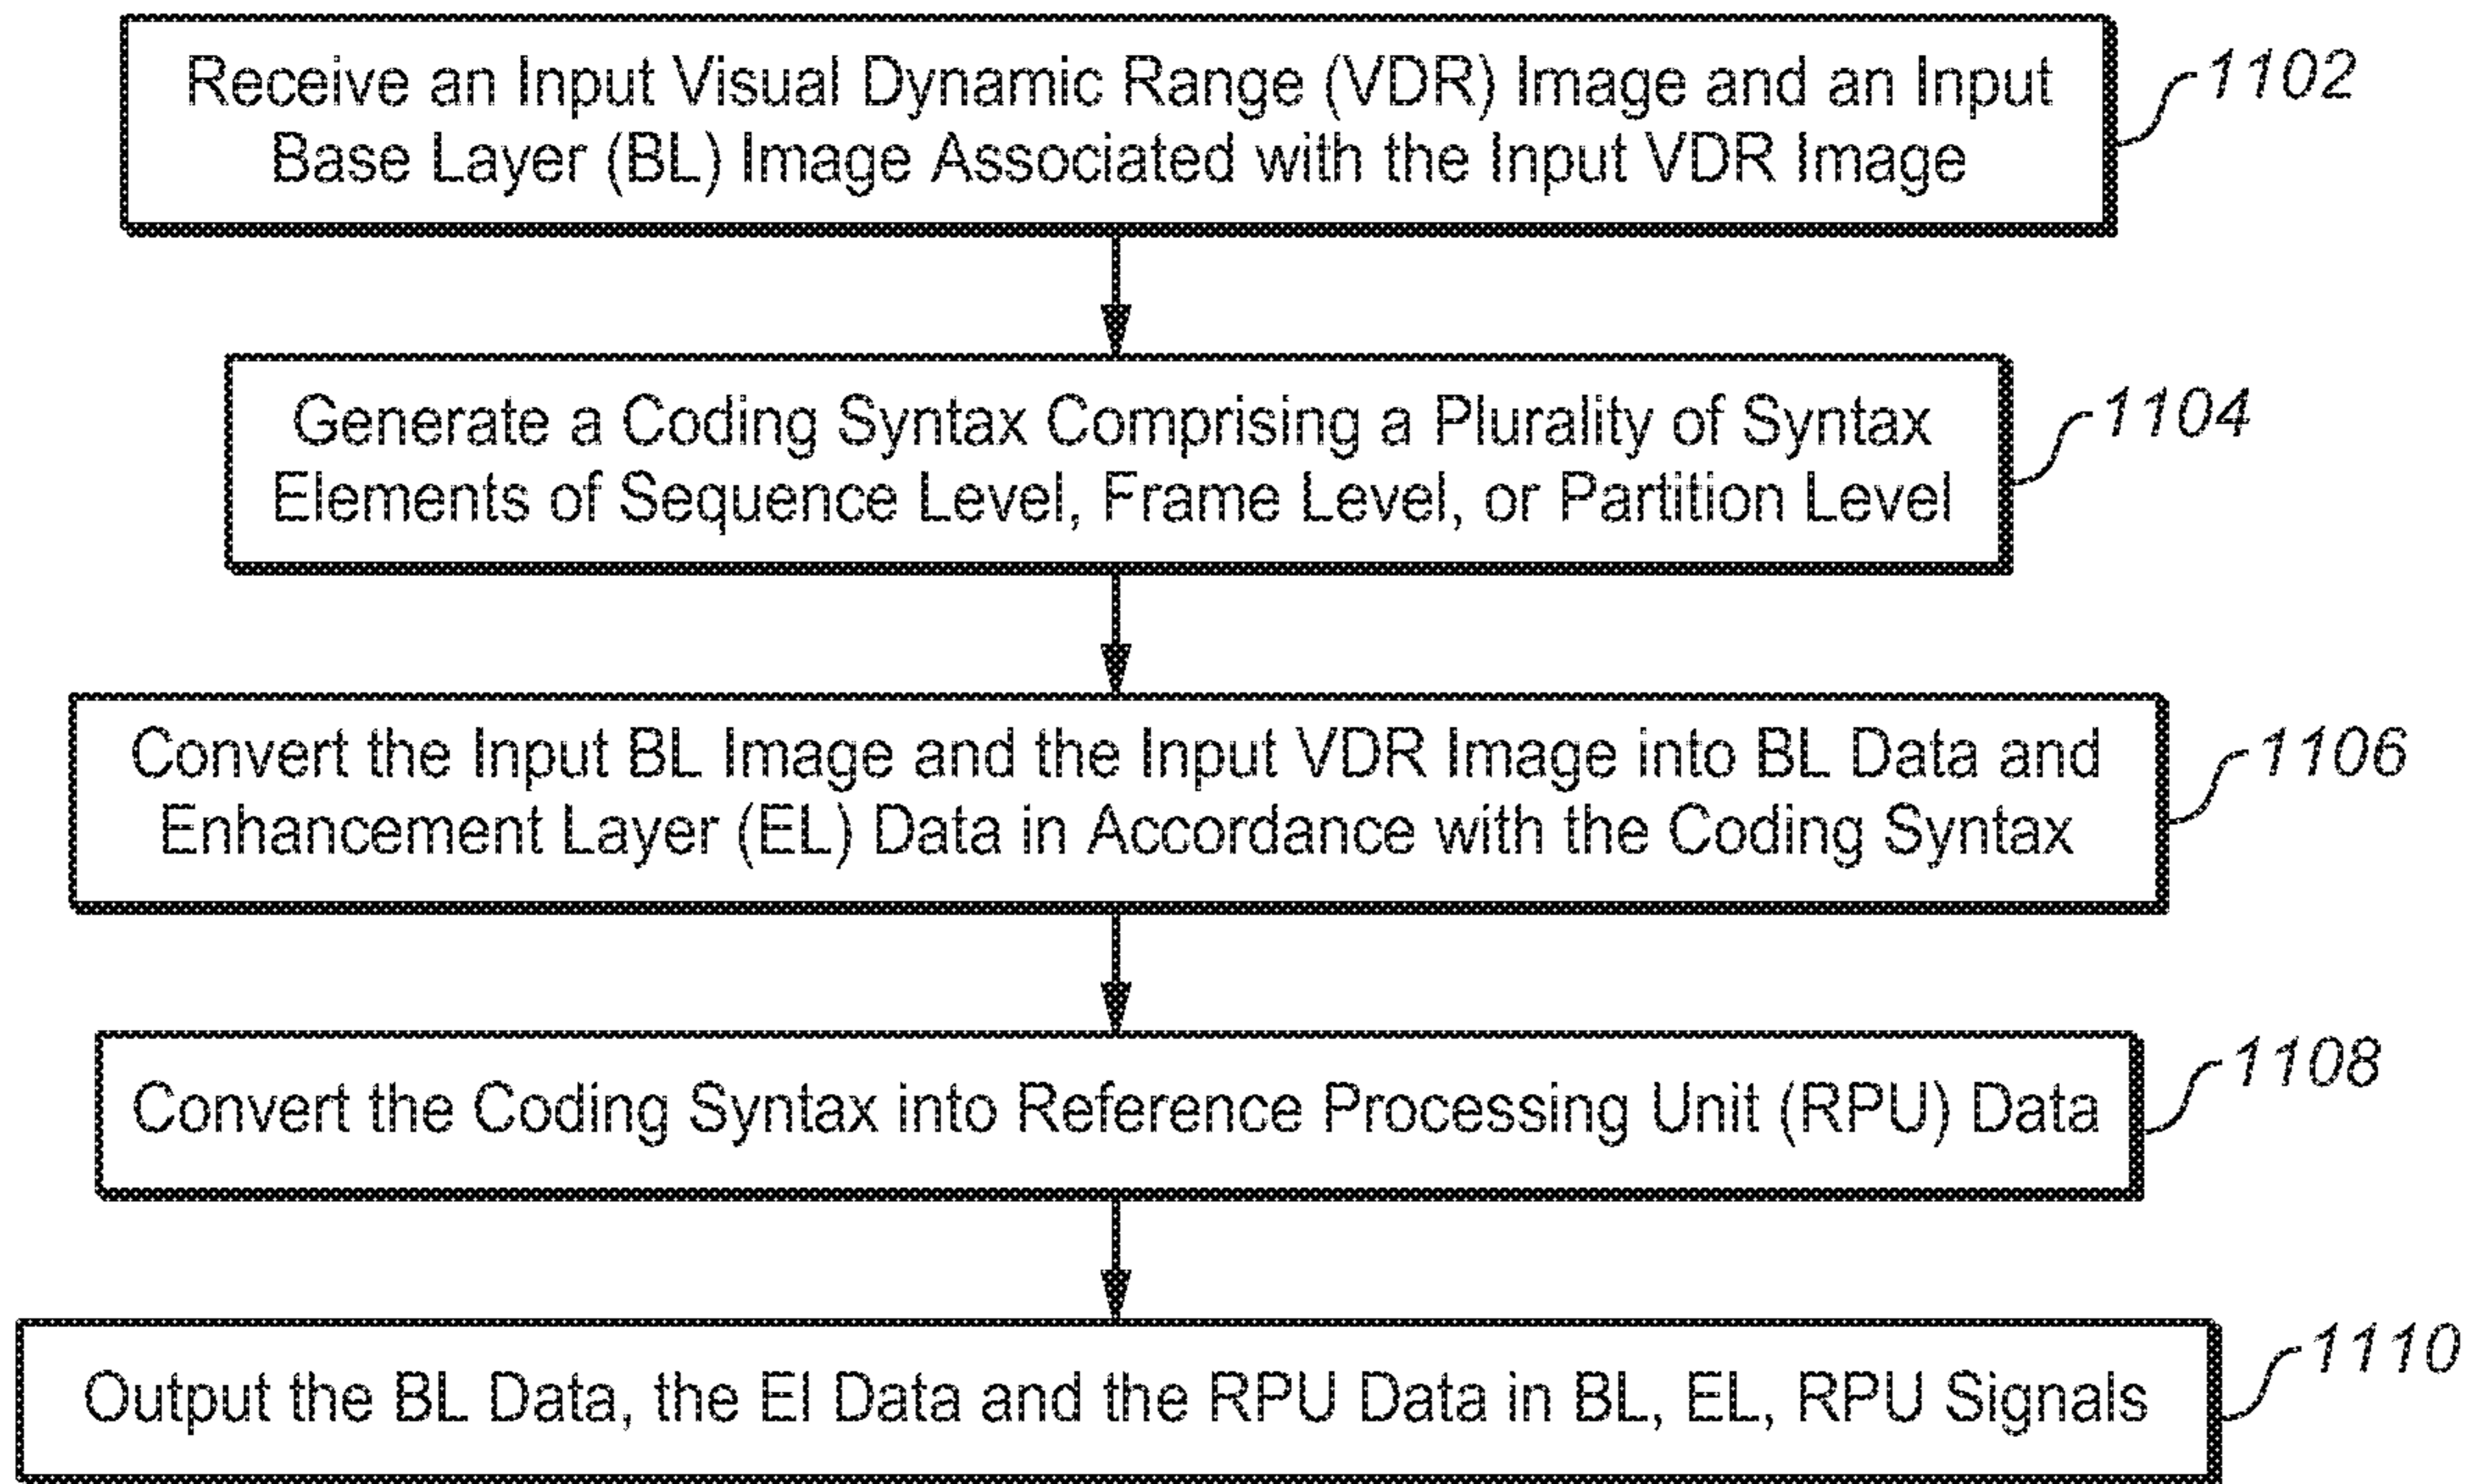 Receive an Input Visual Dynamic Range (VDR) Image and an Input
Base Layer (BL) Image Associated with the Input VDR Image
1102
Generate a Coding Syntax Comprising a Plurality of Syntax
Elements of Sequence Level, Frame Level, or Partition Level
1104
Convert the Input BL Image and the Input VDR Image into BL Data and
Enhancement Layer (EL) Data in Accordance with the Coding Syntax
1106
Convert the Coding Syntax into Reference Processing Unit (RPU) Data
1108
Output the BL Data, the El Data and the RPU Data in BL, EL, RPU Signals
1110